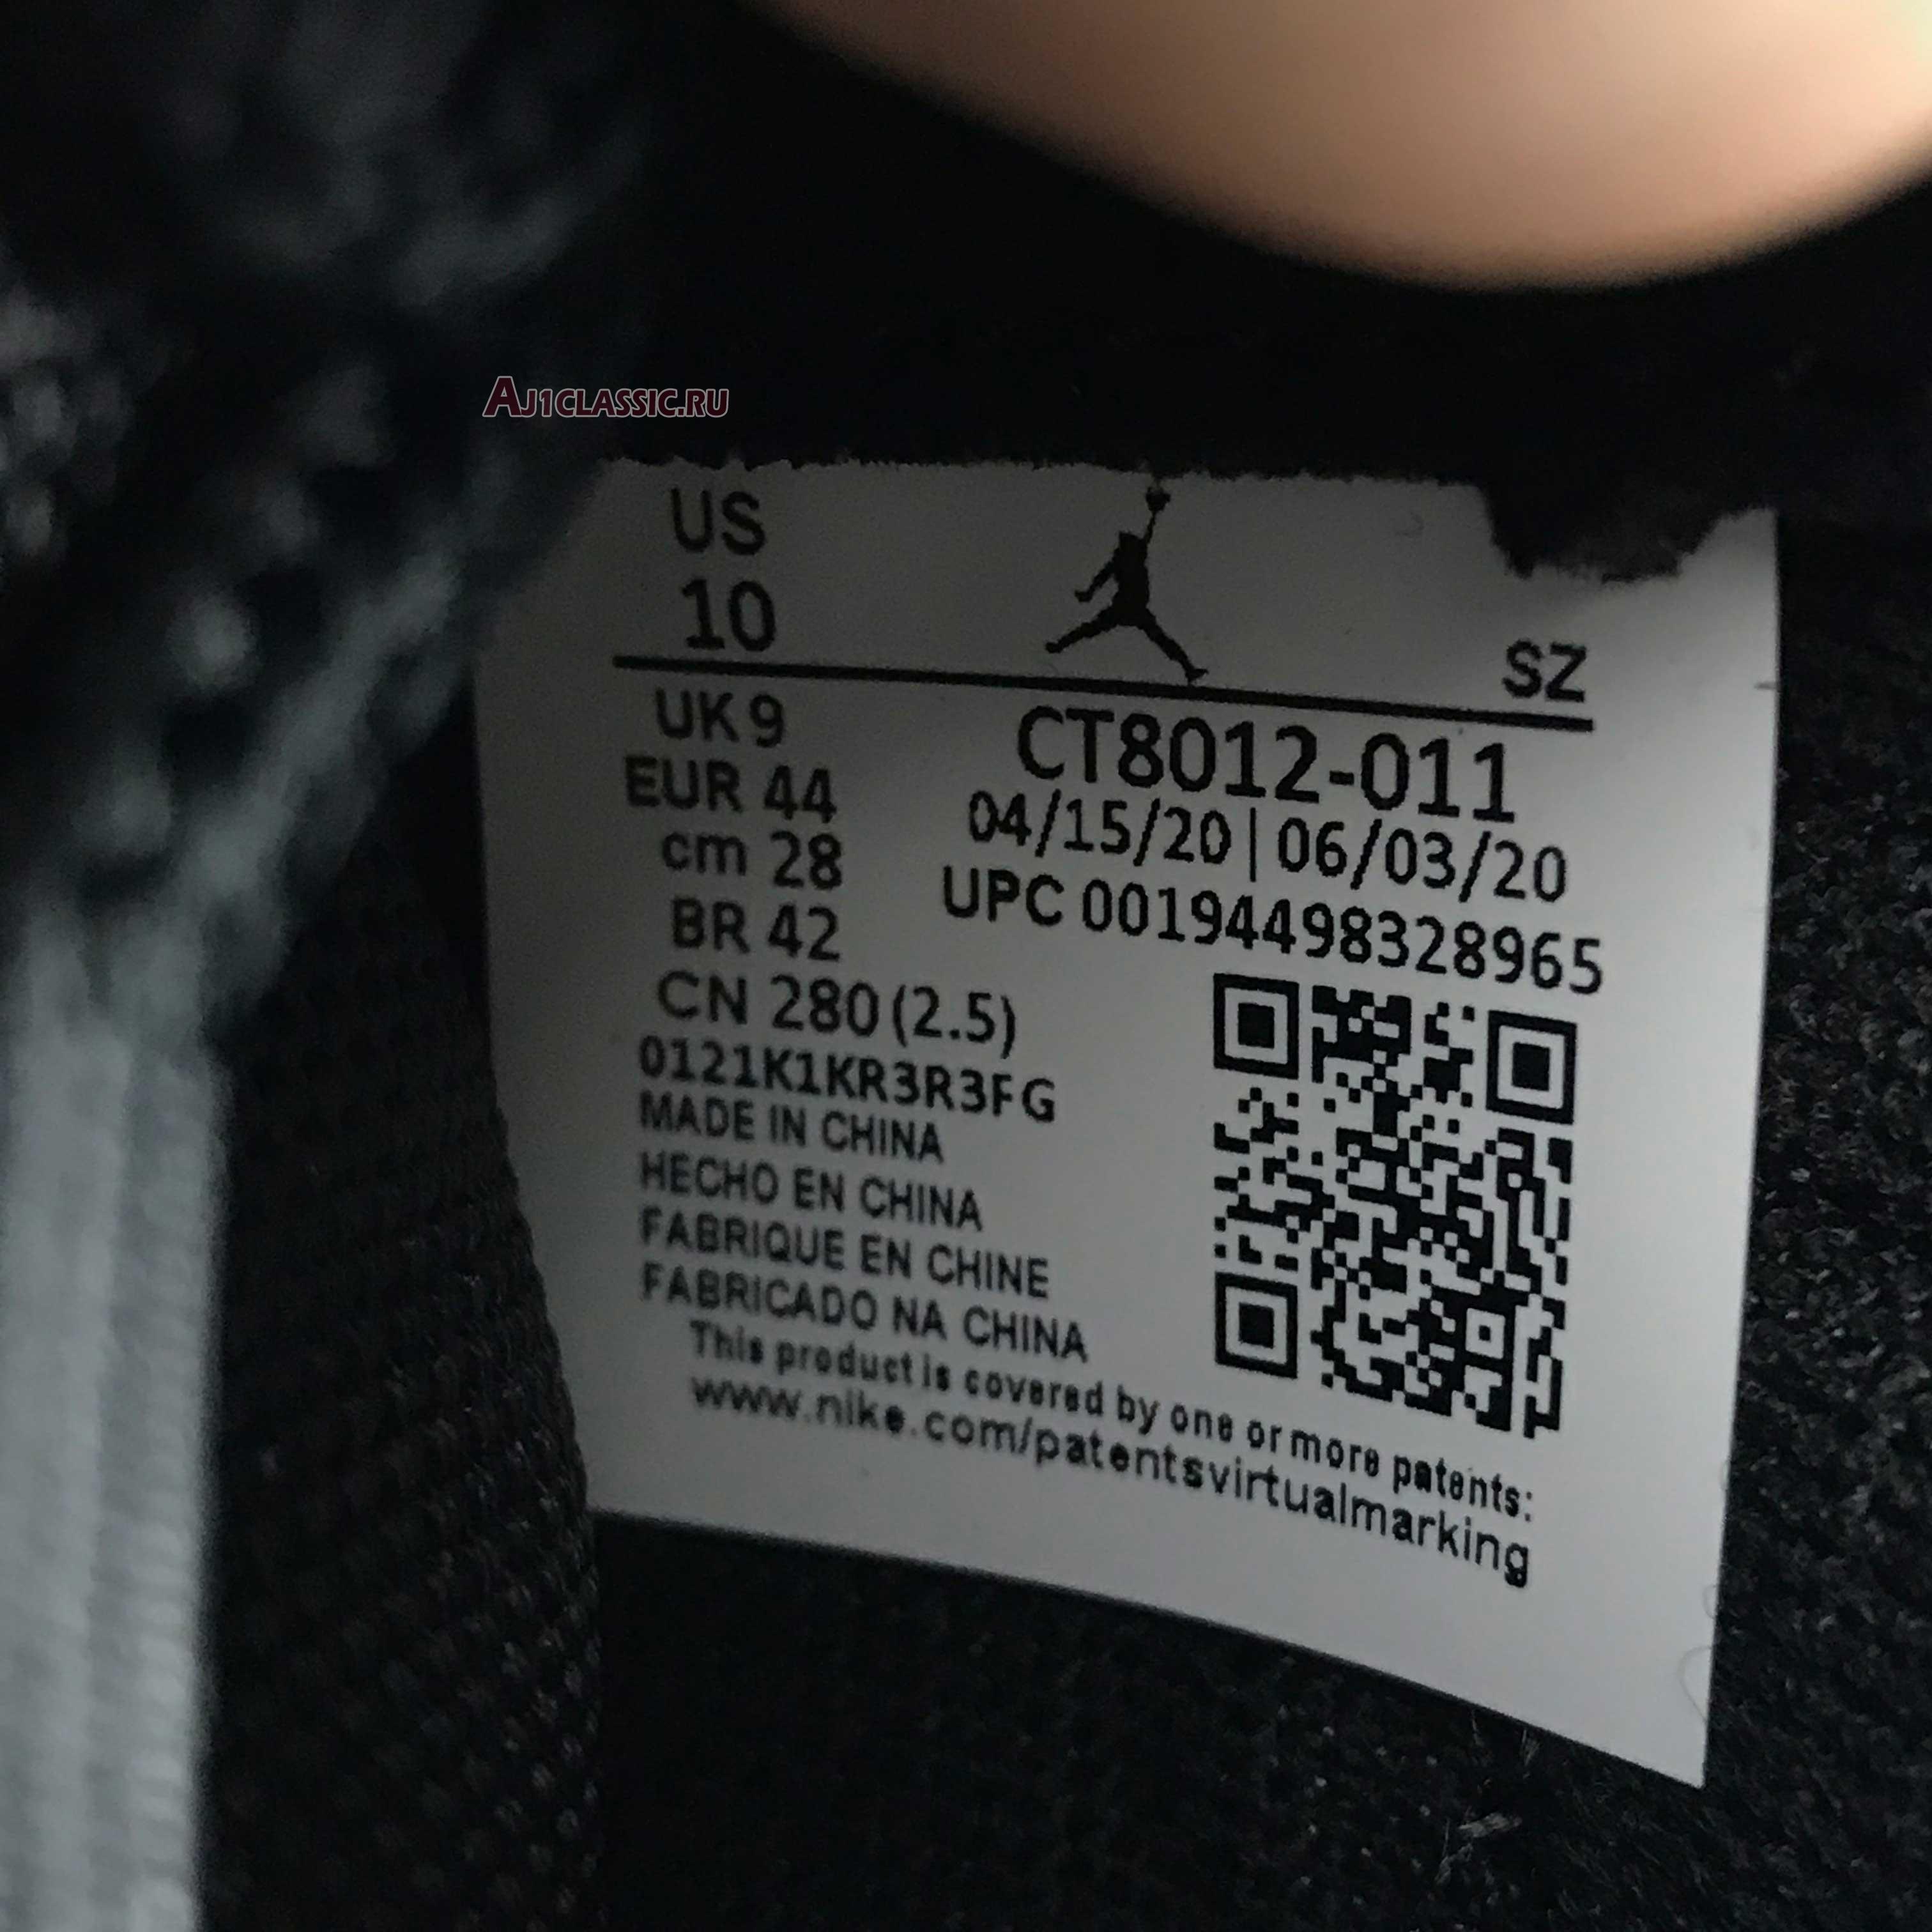 AJ1CLASSIC.RU
US
10
SZ
UK 9
EUR 44
cm 28
BR 42
CN 280 (2.5)
CT8012-011
04/15/20 | 06/03/20
UPC 00194498328965
0121K1KR3R3FG
MADE IN CHINA
HECHO EN CHINA
FABRIQUE EN CHINE
FABRICADO NA CHINA
This product is covered by one or more patents:
www.nike.com/patentsvirtualmarking